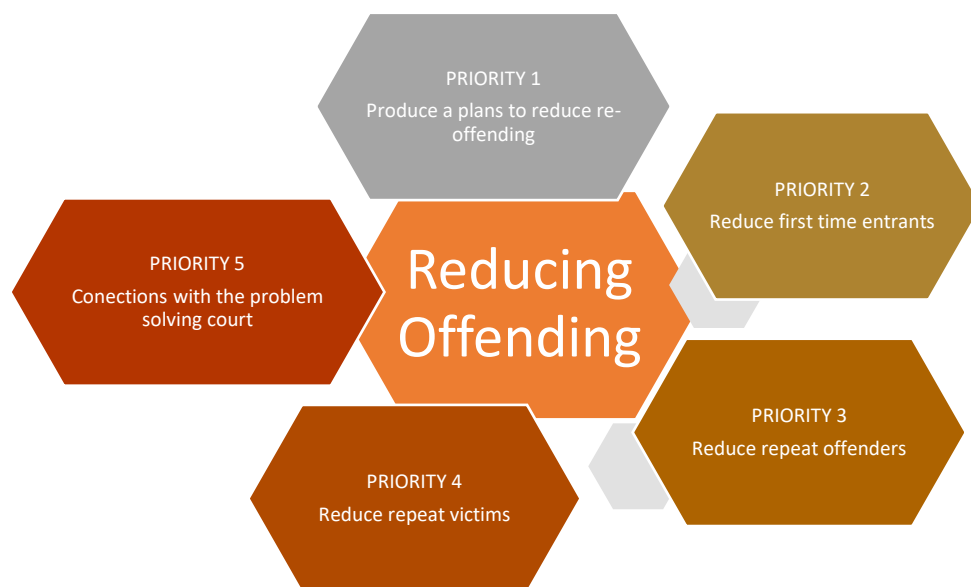 PRIORITY 1
Produce a plans to reduce re-
offending
PRIORITY 2
Reduce first time entrants
PRIORITY 5
Conections with the problem
solving court
Reducing
Offending
PRIORITY 3
Reduce repeat offenders
PRIORITY 4
Reduce repeat victims